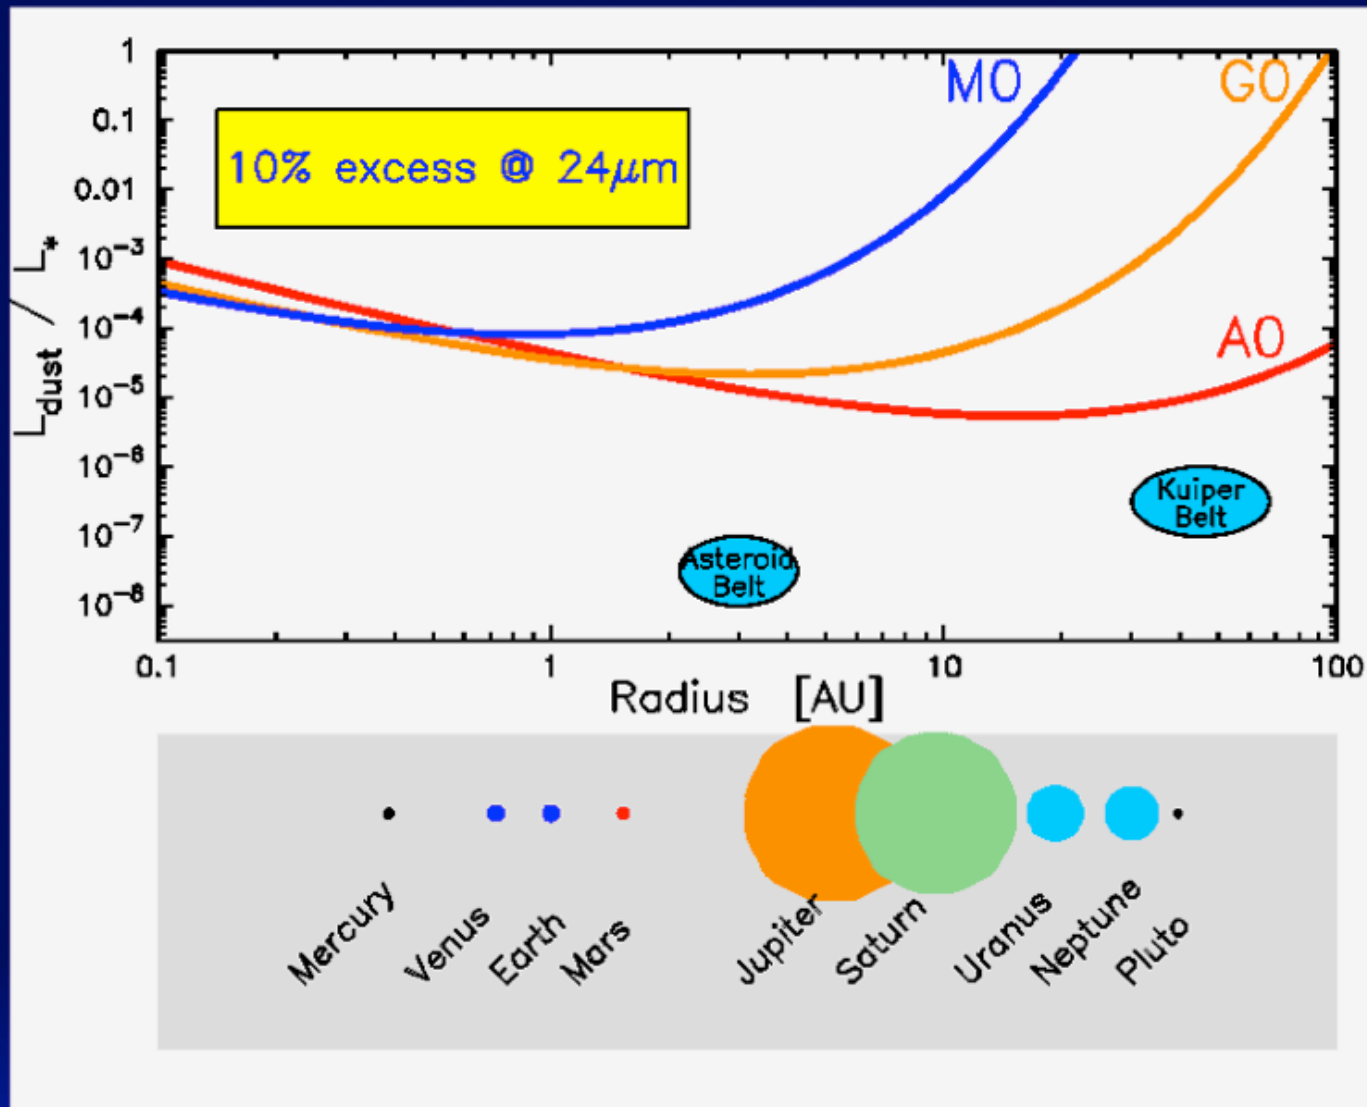 1
0.1
0.01
10⁻³
10⁻⁴
10⁻⁵
10⁻⁶
10⁻⁷
10⁻⁸
L_dust / L_*
10% excess @ 24μm
M0
G0
A0
Kuiper
Belt
Asteroid
Belt
0.1 1 10 100
Radius [AU]
Mercury
Venus
Earth
Mars
Jupiter
Saturn
Uranus
Neptune
Pluto